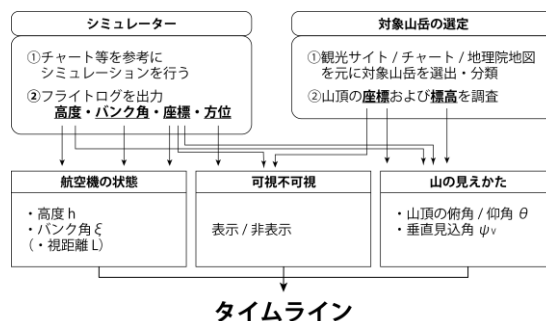 シミュレーター
①チャート等を参考に
シミュレーションを行う
②フライトログを出力
高度・バンク角・座標・方位
対象山岳の選定
①観光サイト / チャート / 地理院地図
を元に対象山岳を選出・分類
②山頂の座標および標高を調査
航空機の状態
・高度 h
・バンク角 ξ
（・視距離 L）
可視不可視
表示 / 非表示
山の見えかた
・山頂の俯角 / 仰角 θ
・垂直見込角 ψv
タイムライン